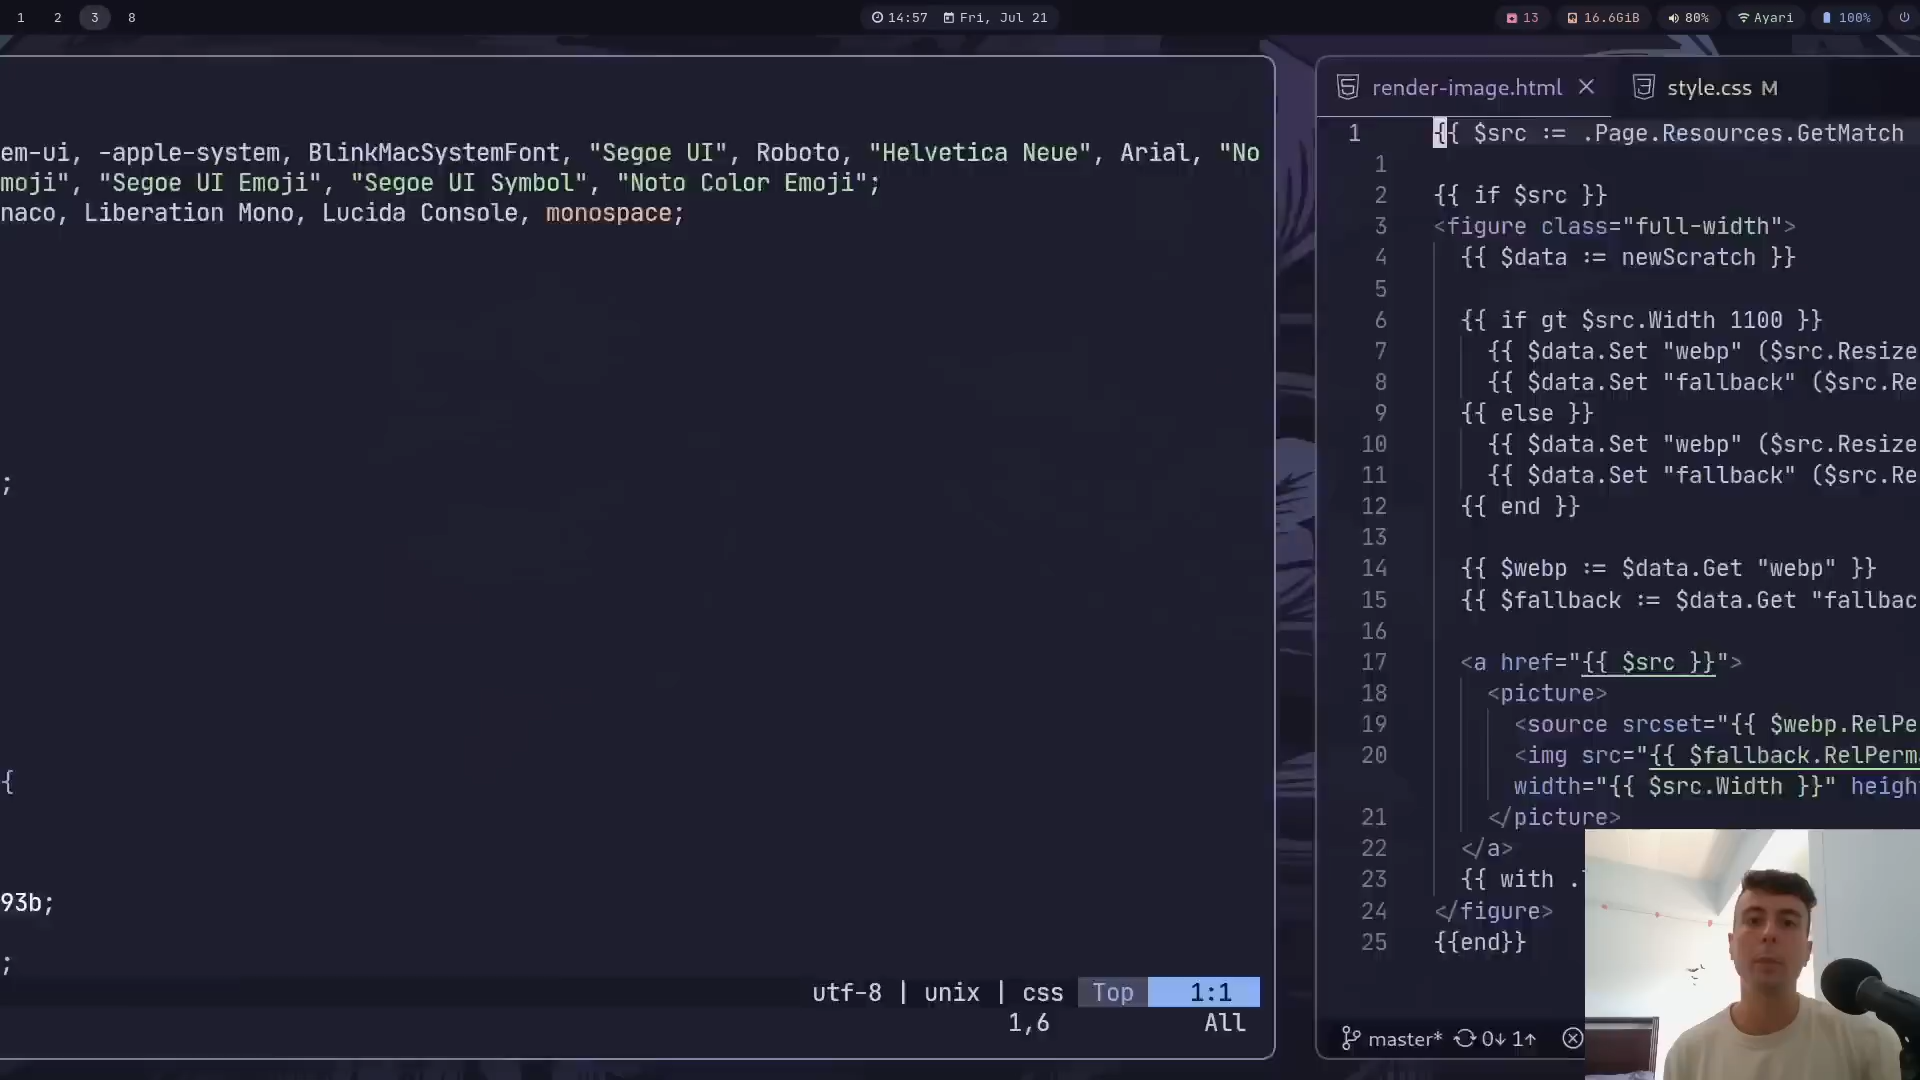 1 2 3 8
14:57 Fri, Jul 21
13 16.6GiB 80% Ayari 100%
em-ui, -apple-system, BlinkMacSystemFont, "Segoe UI", Roboto, "Helvetica Neue", Arial, "No
moji", "Segoe UI Emoji", "Segoe UI Symbol", "Noto Color Emoji";
naco, Liberation Mono, Lucida Console, monospace;
;
{
93b;
;
utf-8 | unix | css Top 1:1
1,6 All
render-image.html style.css M
1 {{ $src := .Page.Resources.GetMatch
1
2 {{ if $src }}
3 <figure class="full-width">
4 {{ $data := newScratch }}
5
6 {{ if gt $src.Width 1100 }}
7 {{ $data.Set "webp" ($src.Resize
8 {{ $data.Set "fallback" ($src.Re
9 {{ else }}
10 {{ $data.Set "webp" ($src.Resize
11 {{ $data.Set "fallback" ($src.Re
12 {{ end }}
13
14 {{ $webp := $data.Get "webp" }}
15 {{ $fallback := $data.Get "fallbac
16
17 <a href="{{ $src }}">
18 <picture>
19 <source srcset="{{ $webp.RelPe
20 <img src="{{ $fallback.RelPerma
width="{{ $src.Width }}" heigh
21 </picture>
22 </a>
23 {{ with .
24 </figure>
25 {{end}}
master* 0↓ 1↑